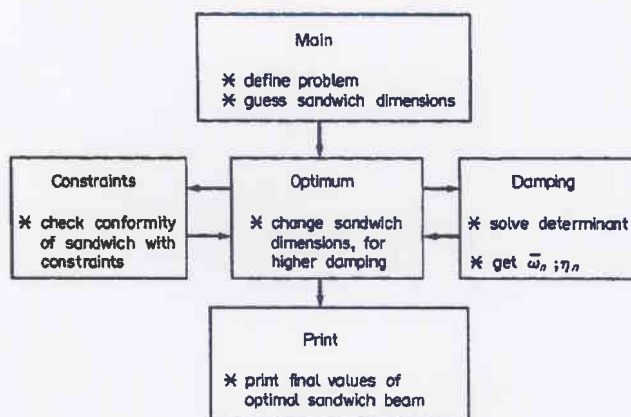 Main
* define problem
* guess sandwich dimensions
Constraints
* check conformity
of sandwich with
constraints
Optimum
* change sandwich
dimensions, for
higher damping
Damping
* solve determinant
* get ω̅ₙ ; ηₙ
Print
* print final values of
optimal sandwich beam